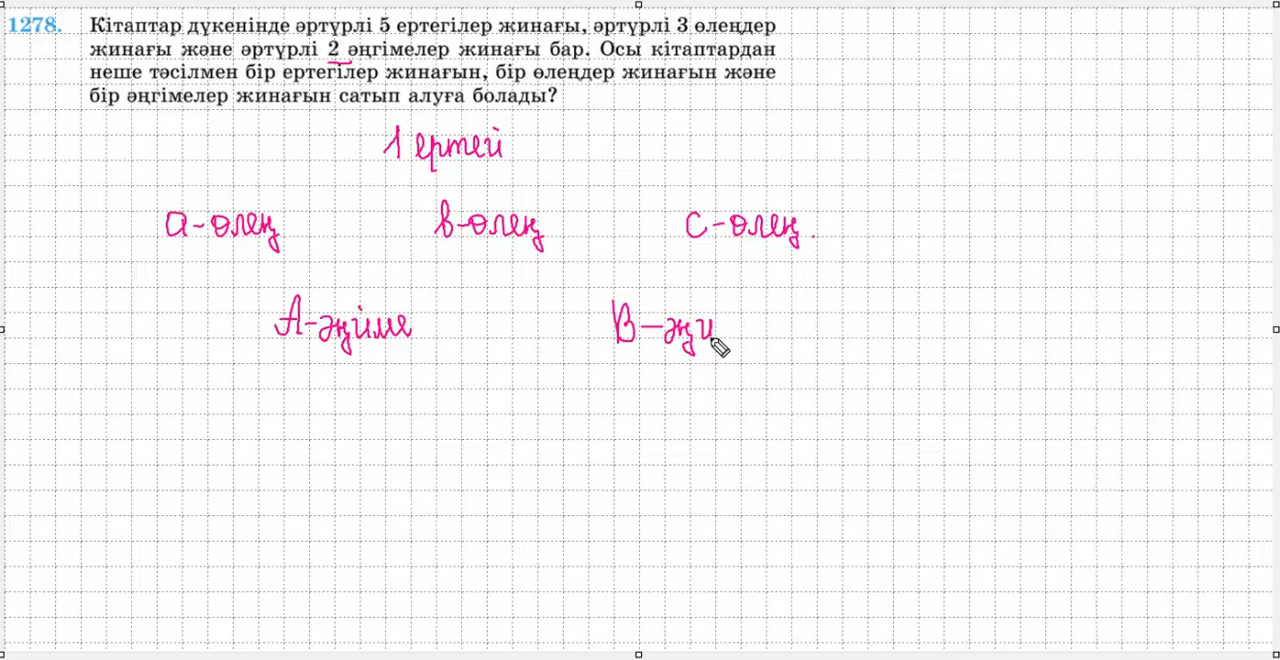 1278. Кітаптар дүкенінде әртүрлі 5 ертегілер жинағы, әртүрлі 3 өлеңдер
жинағы және әртүрлі 2 әңгімелер жинағы бар. Осы кітаптардан
неше тәсілмен бір ертегілер жинағын, бір өлеңдер жинағын және
бір әңгімелер жинағын сатып алуға болады?
1 ертей
а-өлең в-өлең с-өлең.
А-әңгіме В-әңг